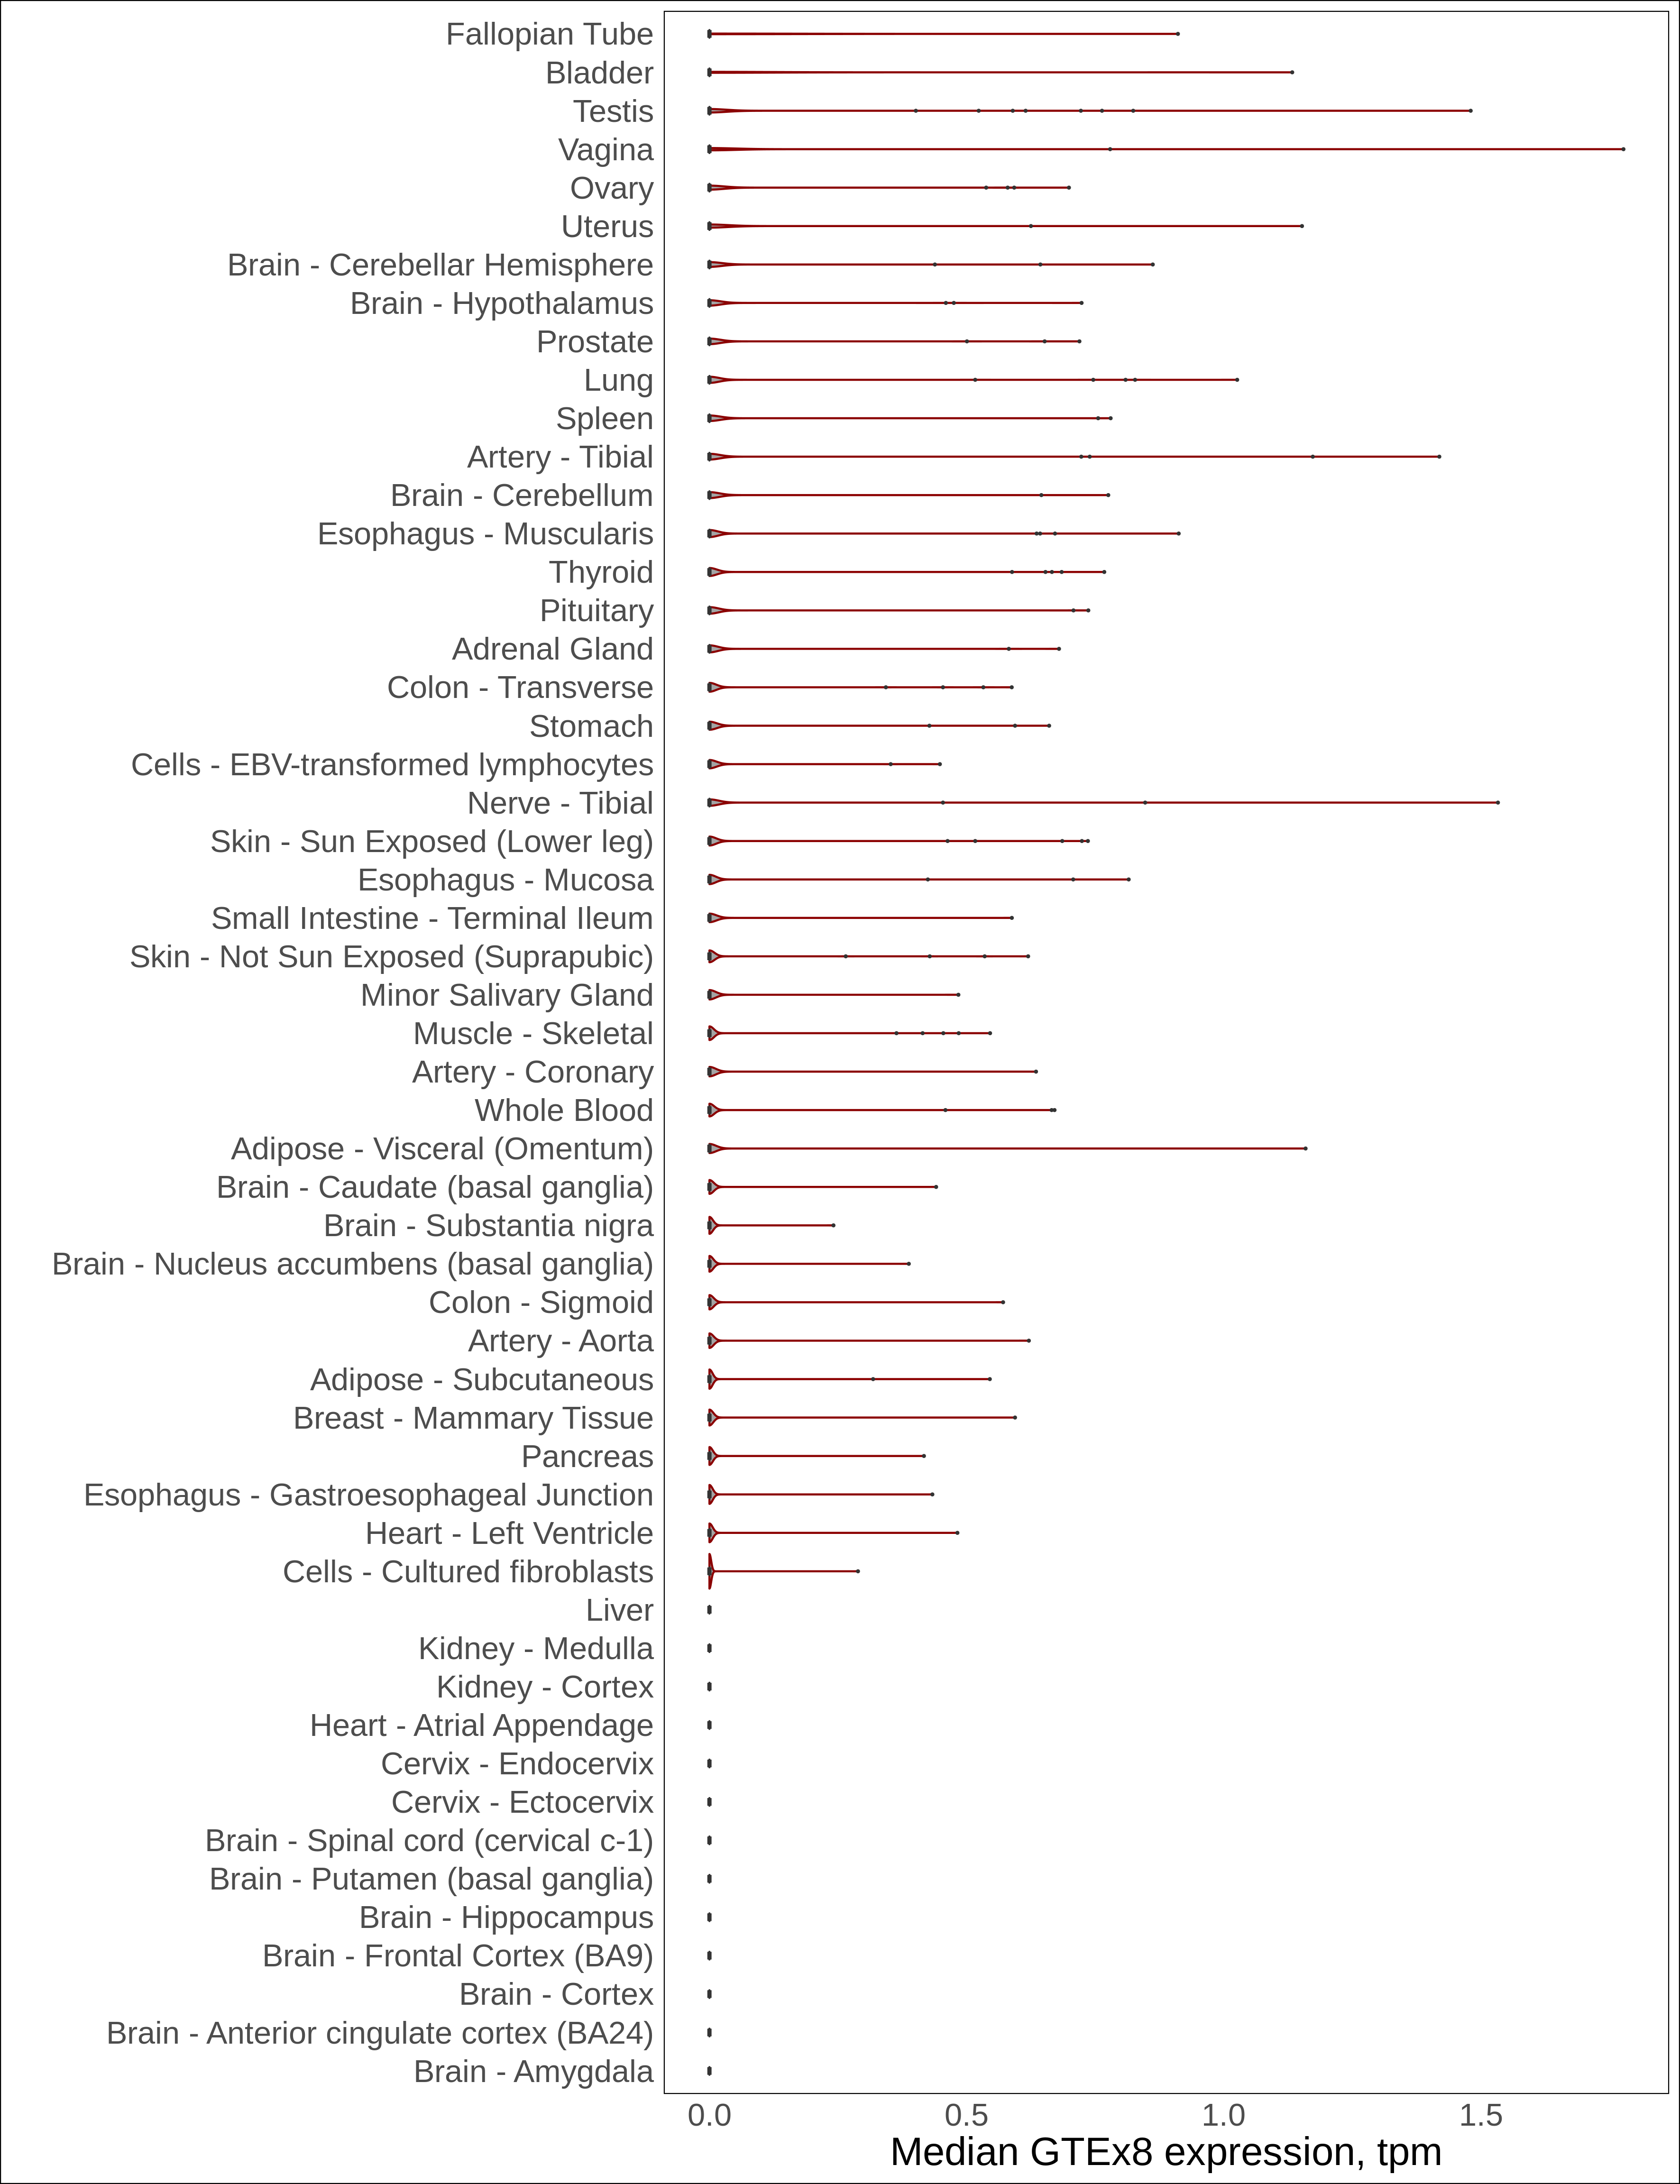 Fallopian Tube
Bladder
Testis
Vagina
Ovary
Uterus
Brain - Cerebellar Hemisphere
Brain - Hypothalamus
Prostate
Lung
Spleen
Artery - Tibial
Brain - Cerebellum
Esophagus - Muscularis
Thyroid
Pituitary
Adrenal Gland
Colon - Transverse
Stomach
Cells - EBV-transformed lymphocytes
Nerve - Tibial
Skin - Sun Exposed (Lower leg)
Esophagus - Mucosa
Small Intestine - Terminal Ileum
Skin - Not Sun Exposed (Suprapubic)
Minor Salivary Gland
Muscle - Skeletal
Artery - Coronary
Whole Blood
Adipose - Visceral (Omentum)
Brain - Caudate (basal ganglia)
Brain - Substantia nigra
Brain - Nucleus accumbens (basal ganglia)
Colon - Sigmoid
Artery - Aorta
Adipose - Subcutaneous
Breast - Mammary Tissue
Pancreas
Esophagus - Gastroesophageal Junction
Heart - Left Ventricle
Cells - Cultured fibroblasts
Liver
Kidney - Medulla
Kidney - Cortex
Heart - Atrial Appendage
Cervix - Endocervix
Cervix - Ectocervix
Brain - Spinal cord (cervical c-1)
Brain - Putamen (basal ganglia)
Brain - Hippocampus
Brain - Frontal Cortex (BA9)
Brain - Cortex
Brain - Anterior cingulate cortex (BA24)
Brain - Amygdala
0.0 0.5 1.0 1.5
Median GTEx8 expression, tpm